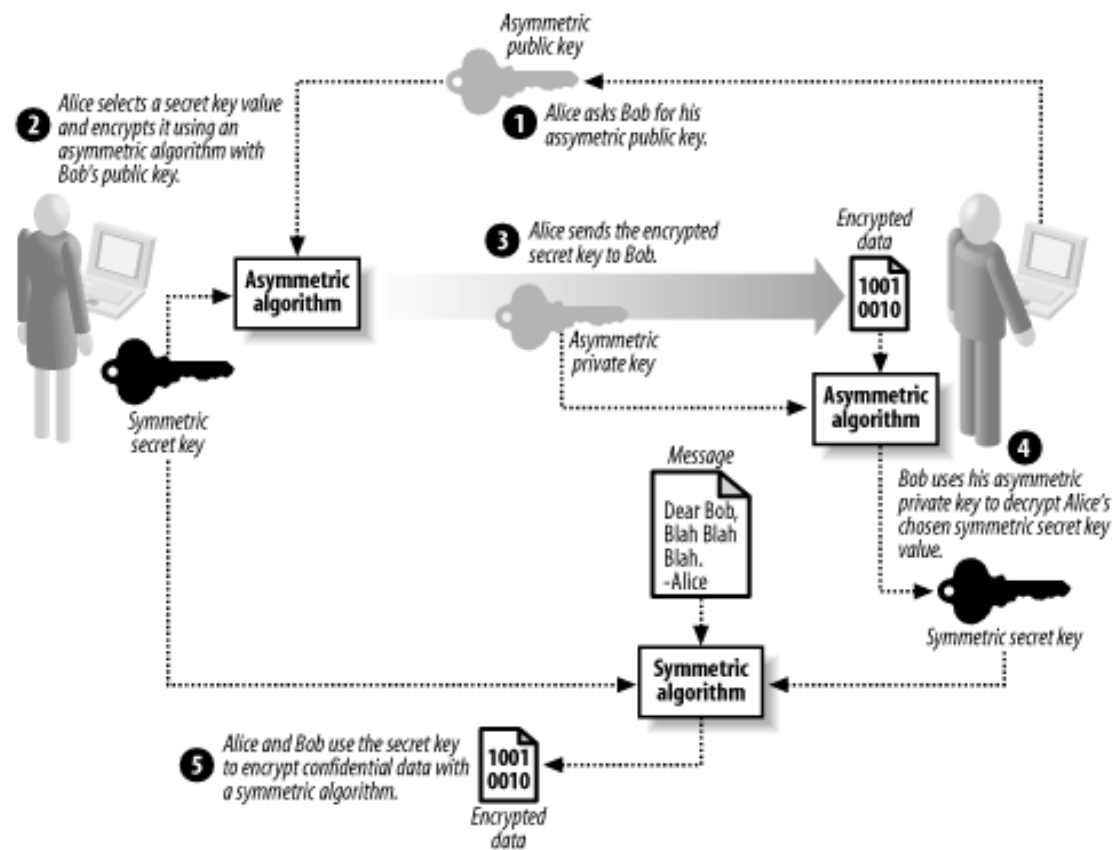 Asymmetric
public key
1 Alice asks Bob for his
assymetric public key.
2 Alice selects a secret key value
and encrypts it using an
asymmetric algorithm with
Bob's public key.
Asymmetric
algorithm
Symmetric
secret key
3 Alice sends the encrypted
secret key to Bob.
Asymmetric
private key
Encrypted
data
1001
0010
Asymmetric
algorithm
4
Bob uses his asymmetric
private key to decrypt Alice's
chosen symmetric secret key
value.
Symmetric secret key
Message
Dear Bob,
Blah Blah
Blah.
-Alice
Symmetric
algorithm
5 Alice and Bob use the secret key
to encrypt confidential data with
a symmetric algorithm.
1001
0010
Encrypted
data